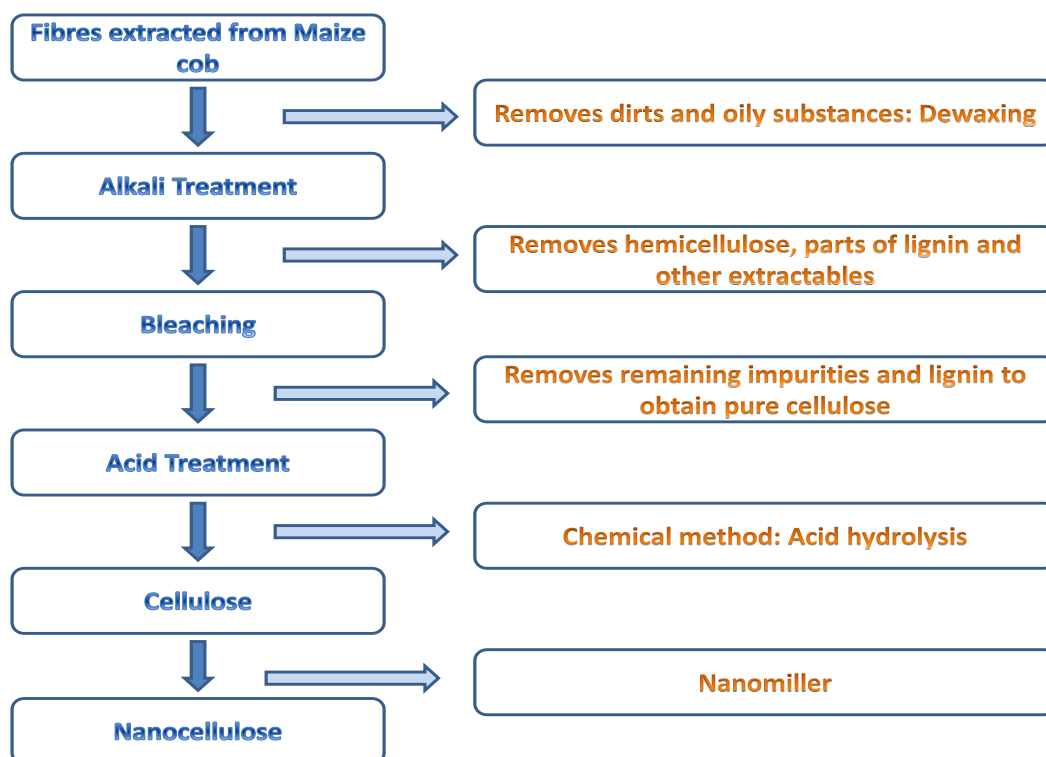 Fibres extracted from Maize
cob
Removes dirts and oily substances: Dewaxing
Alkali Treatment
Removes hemicellulose, parts of lignin and
other extractables
Bleaching
Removes remaining impurities and lignin to
obtain pure cellulose
Acid Treatment
Chemical method: Acid hydrolysis
Cellulose
Nanomiller
Nanocellulose